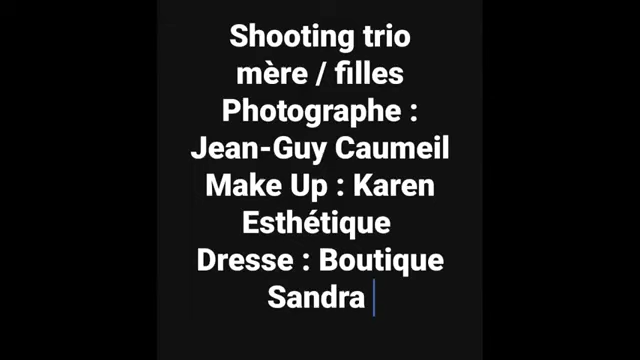 Shooting trio
mère / filles
Photographe :
Jean-Guy Caumeil
Make Up : Karen
Esthétique
Dresse : Boutique
Sandra